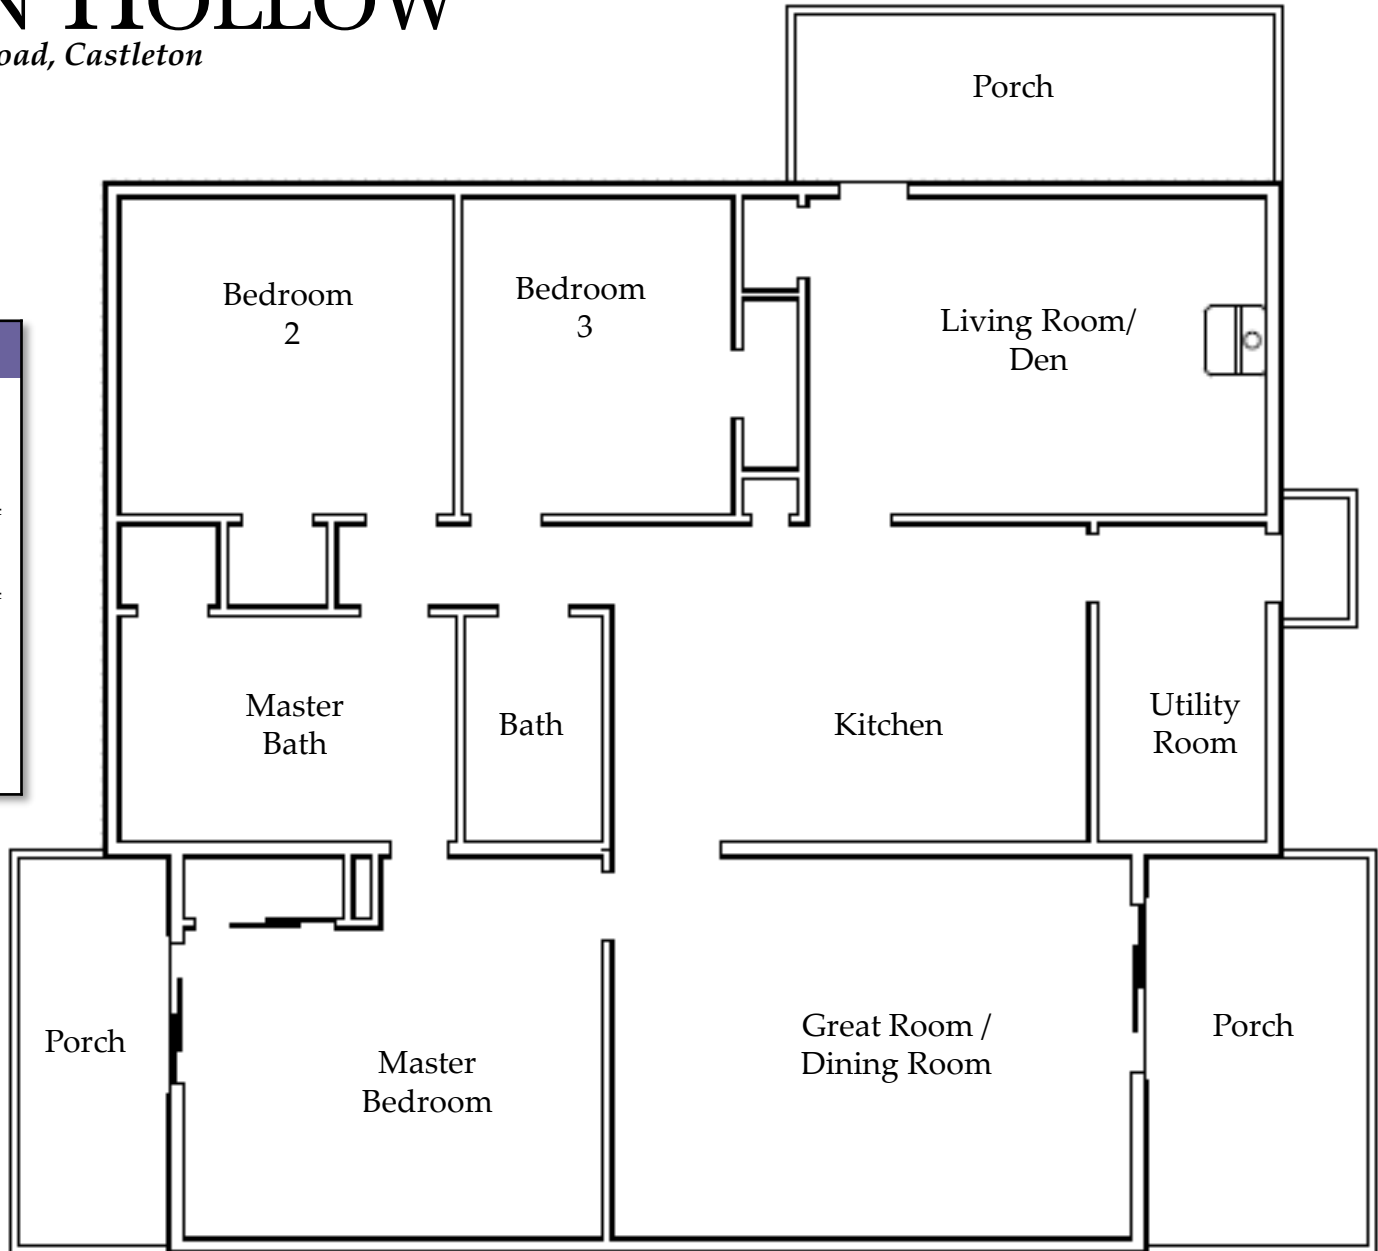 N HOLLOW
oad, Castleton
Porch
Bedroom
2
Bedroom
3
Living Room/
Den
Master
Bath
Bath
Kitchen
Utility
Room
Porch
Master
Bedroom
Great Room /
Dining Room
Porch